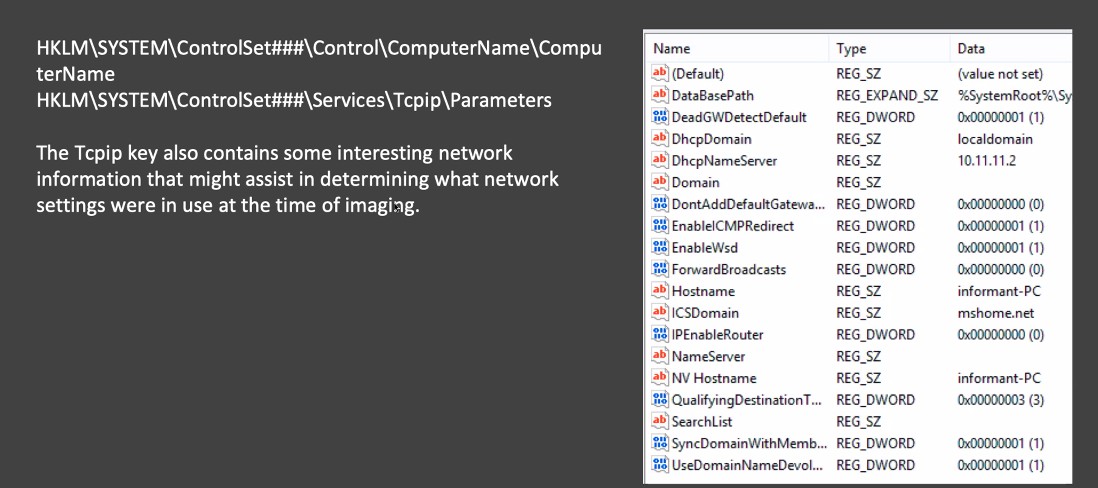 HKLM\SYSTEM\ControlSet###\Control\ComputerName\Compu
terName
HKLM\SYSTEM\ControlSet###\Services\Tcpip\Parameters
The Tcpip key also contains some interesting network
information that might assist in determining what network
settings were in use at the time of imaging.
Name Type Data
(Default) REG_SZ (value not set)
DataBasePath REG_EXPAND_SZ %SystemRoot%\Sy
DeadGWDetectDefault REG_DWORD 0x00000001 (1)
DhcpDomain REG_SZ localdomain
DhcpNameServer REG_SZ 10.11.11.2
Domain REG_SZ
DontAddDefaultGatewa... REG_DWORD 0x00000000 (0)
EnableICMPRedirect REG_DWORD 0x00000001 (1)
EnableWsd REG_DWORD 0x00000001 (1)
ForwardBroadcasts REG_DWORD 0x00000000 (0)
Hostname REG_SZ informant-PC
ICSDomain REG_SZ mshome.net
IPEnableRouter REG_DWORD 0x00000000 (0)
NameServer REG_SZ
NV Hostname REG_SZ informant-PC
QualifyingDestinationT... REG_DWORD 0x00000003 (3)
SearchList REG_SZ
SyncDomainWithMemb... REG_DWORD 0x00000001 (1)
UseDomainNameDevol... REG_DWORD 0x00000001 (1)